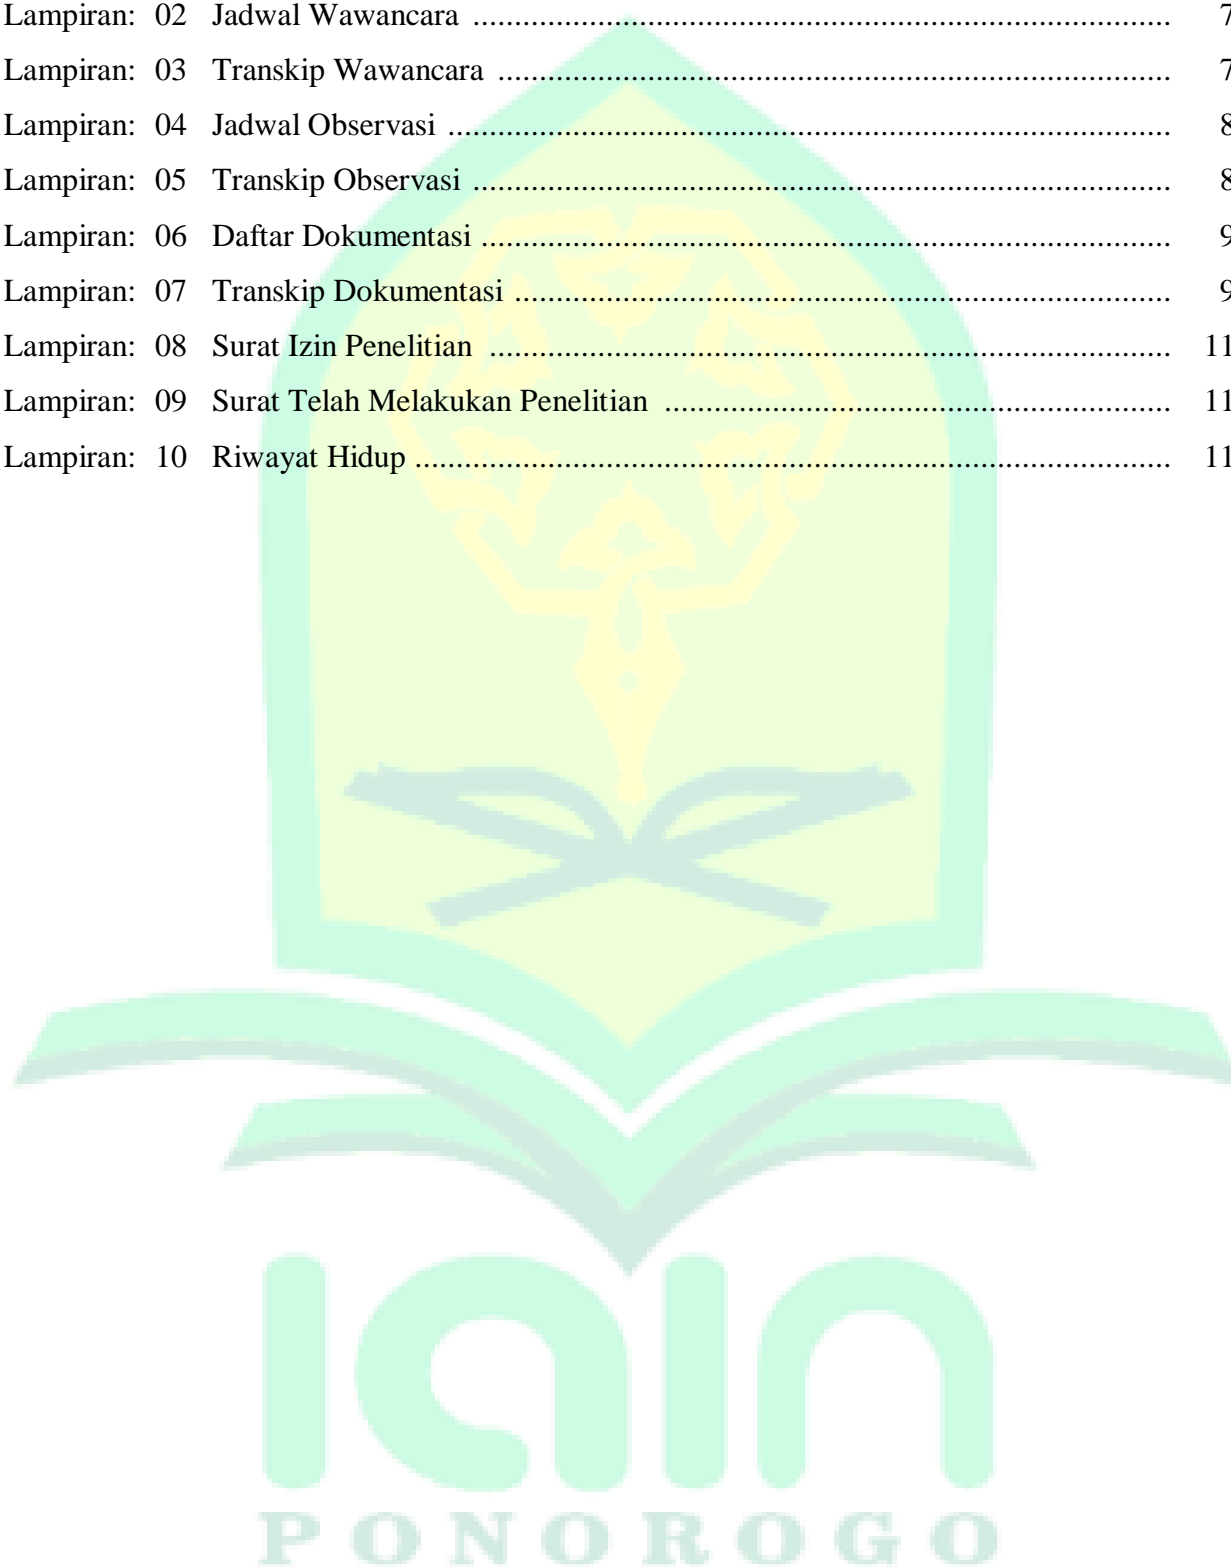 Lampiran: 02 Jadwal Wawancara ........................................................................................ 7
Lampiran: 03 Transkip Wawancara ..................................................................................... 7
Lampiran: 04 Jadwal Observasi ........................................................................................... 8
Lampiran: 05 Transkip Observasi ........................................................................................ 8
Lampiran: 06 Daftar Dokumentasi ....................................................................................... 9
Lampiran: 07 Transkip Dokumentasi ................................................................................... 9
Lampiran: 08 Surat Izin Penelitian ...................................................................................... 11
Lampiran: 09 Surat Telah Melakukan Penelitian ................................................................ 11
Lampiran: 10 Riwayat Hidup ............................................................................................... 11
iain
PONOROGO